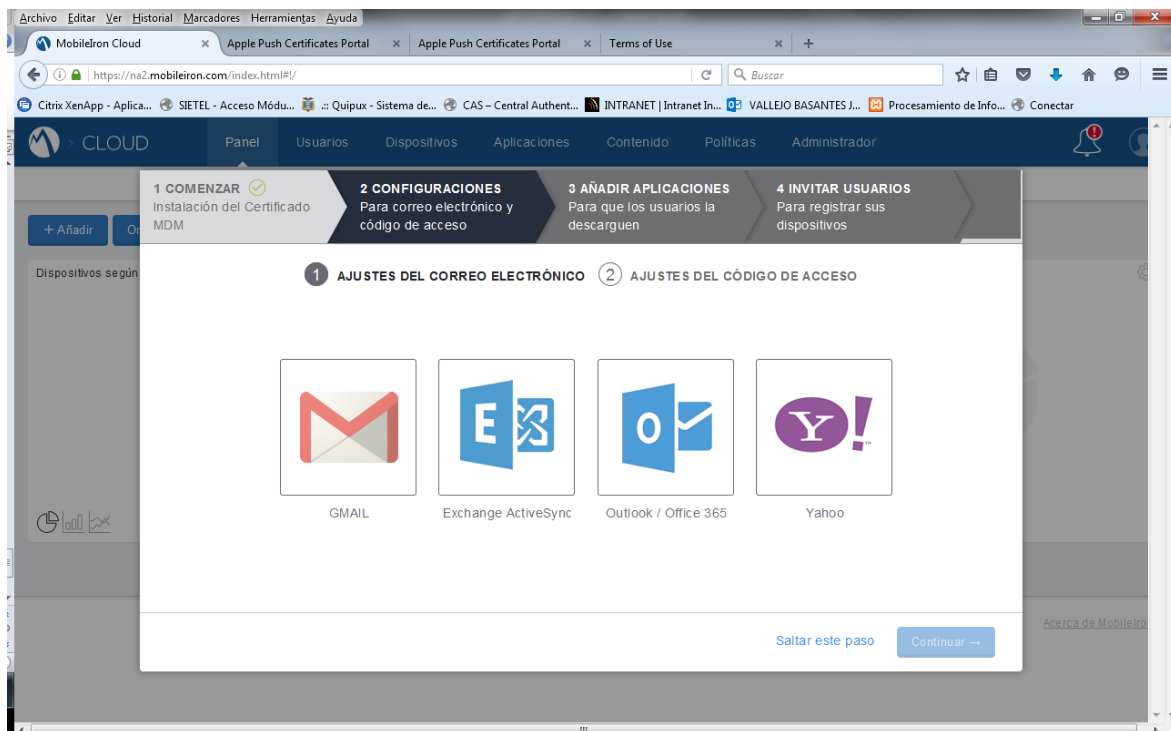 Archivo Editar Ver Historial Marcadores Herramientas Ayuda
MobileIron Cloud × Apple Push Certificates Portal × Apple Push Certificates Portal × Terms of Use × +
https://na2.mobileiron.com/index.html#!/ Buscar
Citrix XenApp - Aplica... SIETEL - Acceso Módu... .:: Quipux - Sistema de... CAS – Central Authent... INTRANET | Intranet In... VALLEJO BASANTES J... Procesamiento de Info... Conectar
CLOUD Panel Usuarios Dispositivos Aplicaciones Contenido Políticas Administrador
1 COMENZAR 2 CONFIGURACIONES 3 AÑADIR APLICACIONES 4 INVITAR USUARIOS
Instalación del Certificado Para correo electrónico y Para que los usuarios la Para registrar sus
MDM código de acceso descarguen dispositivos
+ Añadir Or
Dispositivos según
1 AJUSTES DEL CORREO ELECTRÓNICO 2 AJUSTES DEL CÓDIGO DE ACCESO
E O Y!
GMAIL Exchange ActiveSync Outlook / Office 365 Yahoo
Acerca de MobileIro
Saltar este paso Continuar →